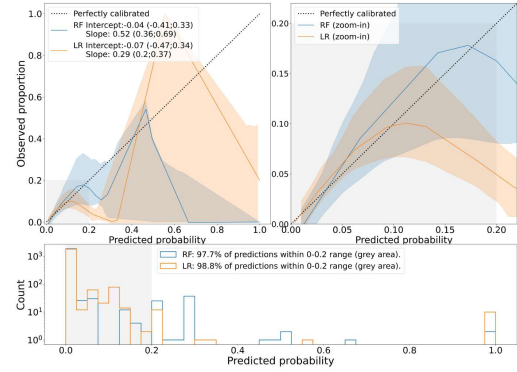 Perfectly calibrated
RF Intercept:-0.04 (-0.41;0.33)
Slope: 0.52 (0.36;0.69)
LR Intercept:-0.07 (-0.47;0.34)
Slope: 0.29 (0.2;0.37)
Observed proportion
1.0
0.8
0.6
0.4
0.2
0.0
0.0 0.2 0.4 0.6 0.8 1.0
Predicted probability
Perfectly calibrated
RF (zoom-in)
LR (zoom-in)
0.20
0.15
0.10
0.05
0.00
0.00 0.05 0.10 0.15 0.20
Predicted probability
RF: 97.7% of predictions within 0-0.2 range (grey area).
LR: 98.8% of predictions within 0-0.2 range (grey area).
Count
10³
10²
10¹
10⁰
0.0 0.2 0.4 0.6 0.8 1.0
Predicted probability